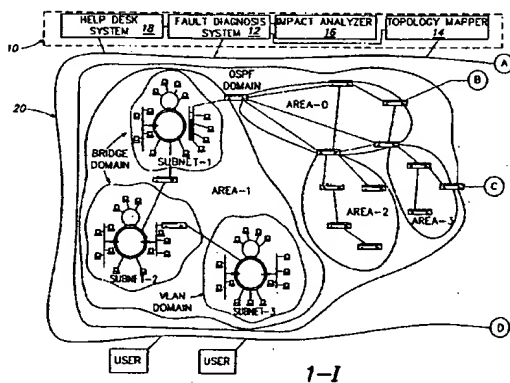 HELP DESK
SYSTEM 18
FAULT DIAGNOSIS
SYSTEM 12
IMPACT ANALYZER
16
TOPOLOGY MAPPER
14
10
20
A
OSPF
DOMAIN
AREA-0
B
SUBNET-1
BRIDGE
DOMAIN
AREA-1
C
AREA-2
AREA-3
SUBNET-2
VLAN
DOMAIN
SUBNET-3
D
USER
USER
1-I